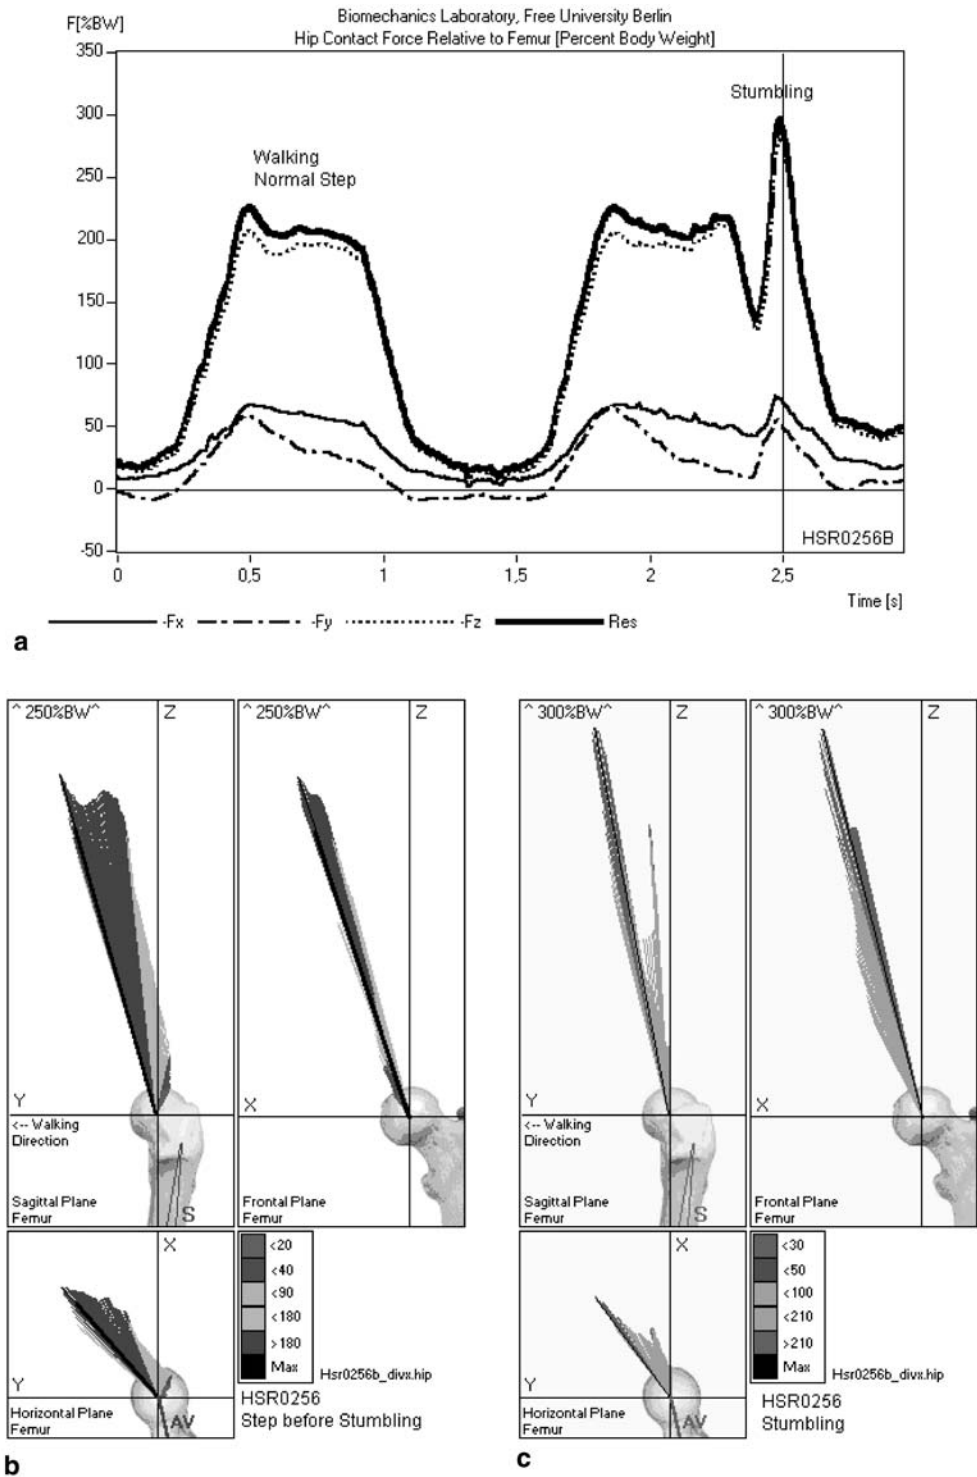 Biomechanics Laboratory, Free University Berlin
F[%BW]
Hip Contact Force Relative to Femur [Percent Body Weight]
350
300
250
200
150
100
50
0
-50
Stumbling
Walking
Normal Step
HSR0256B
0
0,5
1
1,5
2
2,5
Time [s]
-Fx
-Fy
-Fz
Res
a
^ 250%BW^
Z
Y
<-- Walking
Direction
Sagittal Plane
Femur
S
^ 250%BW^
Z
X
Frontal Plane
Femur
X
Y
Horizontal Plane
Femur
AV
<20
<40
<90
<180
>180
Max
Hsr0256b_divx.hip
HSR0256
Step before Stumbling
b
^ 300%BW^
Z
Y
<-- Walking
Direction
Sagittal Plane
Femur
S
^ 300%BW^
Z
X
Frontal Plane
Femur
X
Y
Horizontal Plane
Femur
AV
<30
<50
<100
<210
>210
Max
Hsr0256b_divx.hip
HSR0256
Stumbling
c